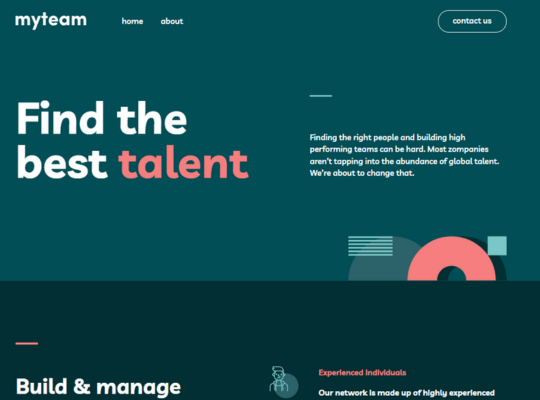 myteam
home
about
contact us
Find the
best talent
Finding the right people and building high
performing teams can be hard. Most zompanies
aren't tapping into the abundance of global talent.
We're about to change that.
Build & manage
Experienced Individuals
Our network is made up of highly experienced